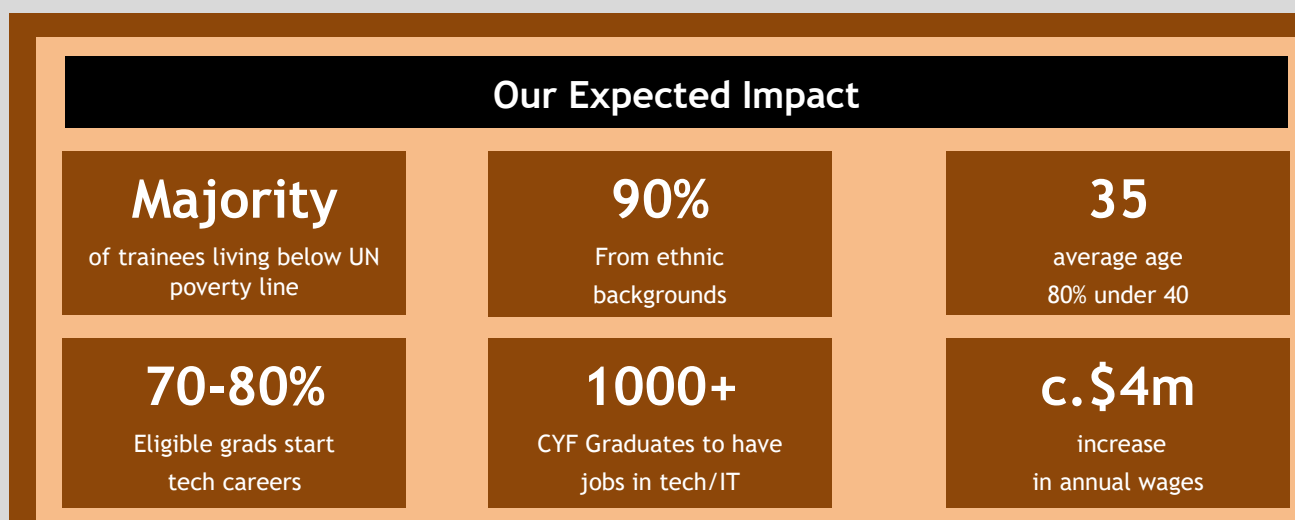 Our Expected Impact
Majority
of trainees living below UN
poverty line
90%
From ethnic
backgrounds
35
average age
80% under 40
70-80%
Eligible grads start
tech careers
1000+
CYF Graduates to have
jobs in tech/IT
c.$4m
increase
in annual wages